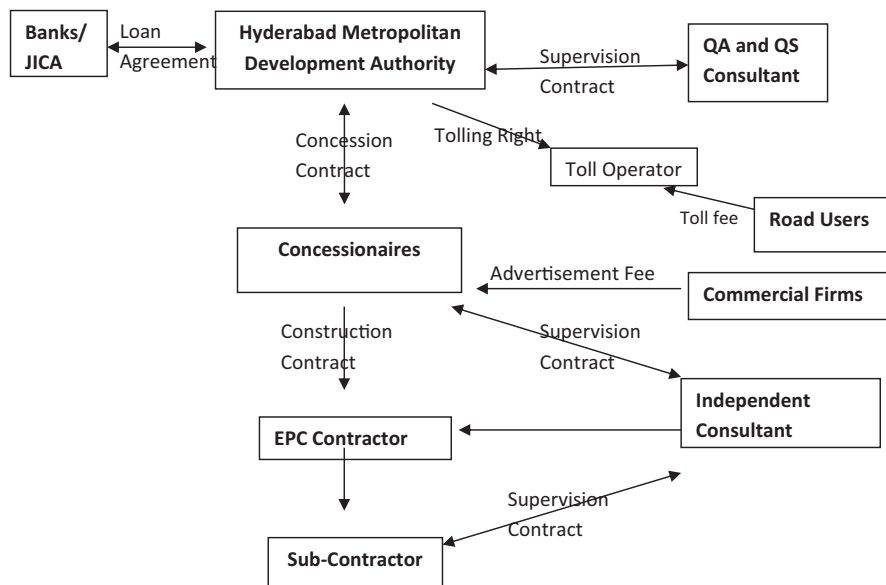 Banks/
JICA
Loan
Agreement
Hyderabad Metropolitan
Development Authority
Supervision
Contract
QA and QS
Consultant
Concession
Contract
Tolling Right
Toll Operator
Toll fee
Road Users
Concessionaires
Advertisement Fee
Commercial Firms
Construction
Contract
Supervision
Contract
Independent
Consultant
EPC Contractor
Supervision
Contract
Sub-Contractor